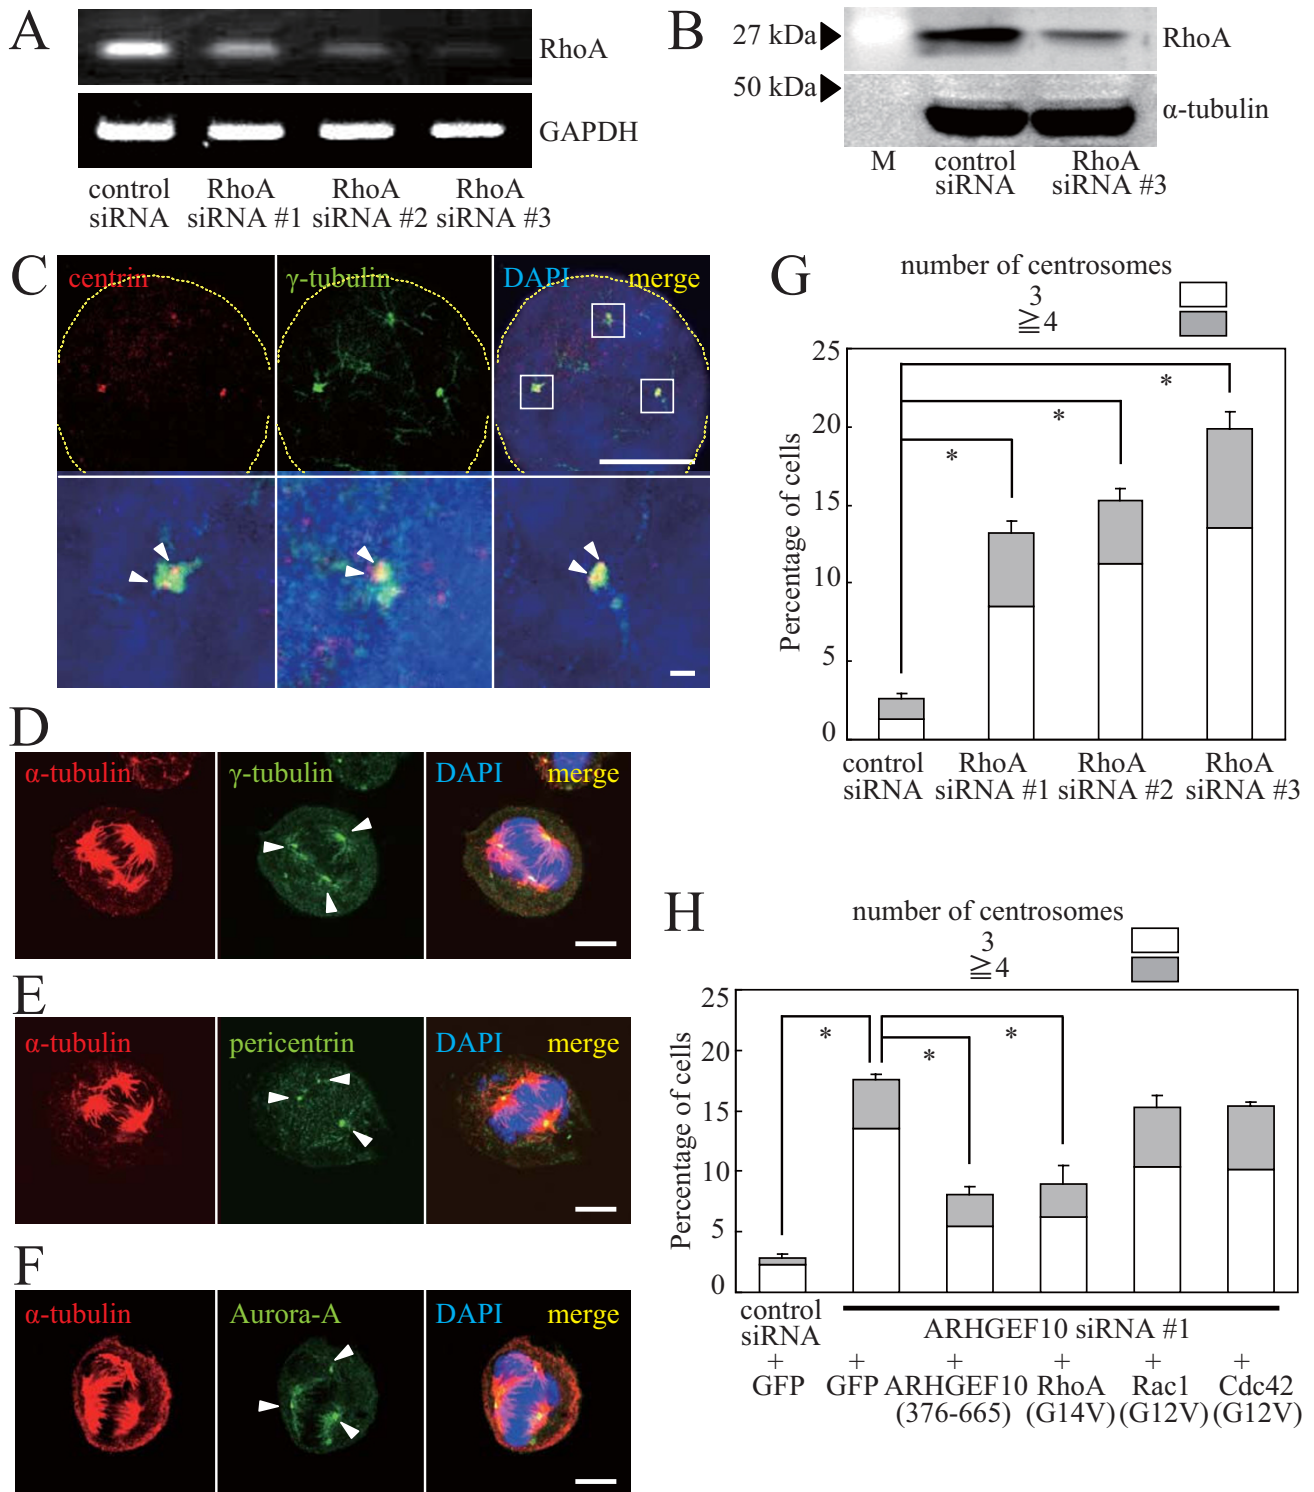 A
RhoA
GAPDH
control siRNA
RhoA siRNA #1
RhoA siRNA #2
RhoA siRNA #3
B
27 kDa
RhoA
50 kDa
α-tubulin
M
control siRNA
RhoA siRNA #3
C
centrin
γ-tubulin
DAPI
merge
D
α-tubulin
γ-tubulin
DAPI
merge
E
α-tubulin
pericentrin
DAPI
merge
F
α-tubulin
Aurora-A
DAPI
merge
G
number of centrosomes
3
≧4
Percentage of cells
25
20
15
10
5
0
*
*
*
control siRNA
RhoA siRNA #1
RhoA siRNA #2
RhoA siRNA #3
H
number of centrosomes
3
≧4
Percentage of cells
25
20
15
10
5
0
*
*
*
control siRNA
+ GFP
ARHGEF10 siRNA #1
+ GFP
+ ARHGEF10 (376-665)
+ RhoA (G14V)
+ Rac1 (G12V)
+ Cdc42 (G12V)